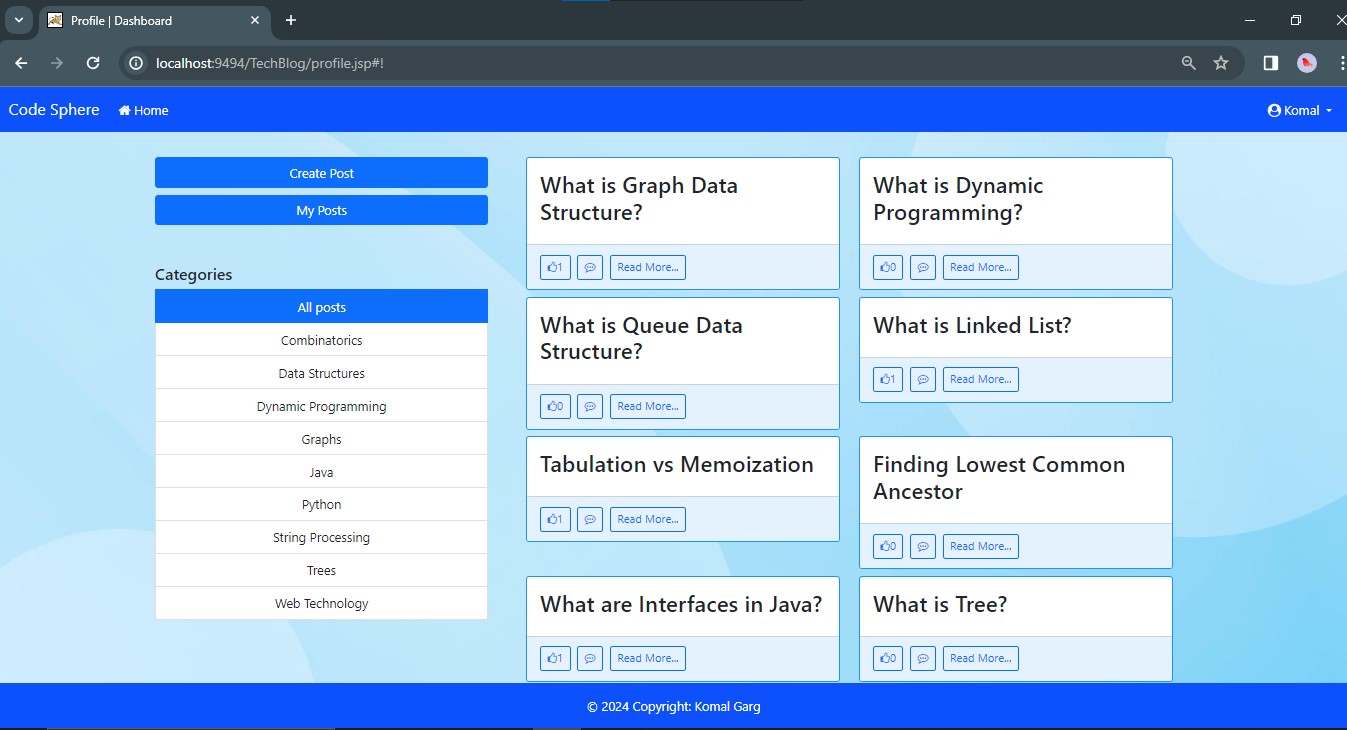 Profile | Dashboard
localhost:9494/TechBlog/profile.jsp#!
Code Sphere Home Komal
Create Post
My Posts
Categories
All posts
Combinatorics
Data Structures
Dynamic Programming
Graphs
Java
Python
String Processing
Trees
Web Technology
What is Graph Data
Structure?
1 Read More...
What is Dynamic
Programming?
0 Read More...
What is Queue Data
Structure?
0 Read More...
What is Linked List?
1 Read More...
Tabulation vs Memoization
1 Read More...
Finding Lowest Common
Ancestor
0 Read More...
What are Interfaces in Java?
1 Read More...
What is Tree?
0 Read More...
© 2024 Copyright: Komal Garg